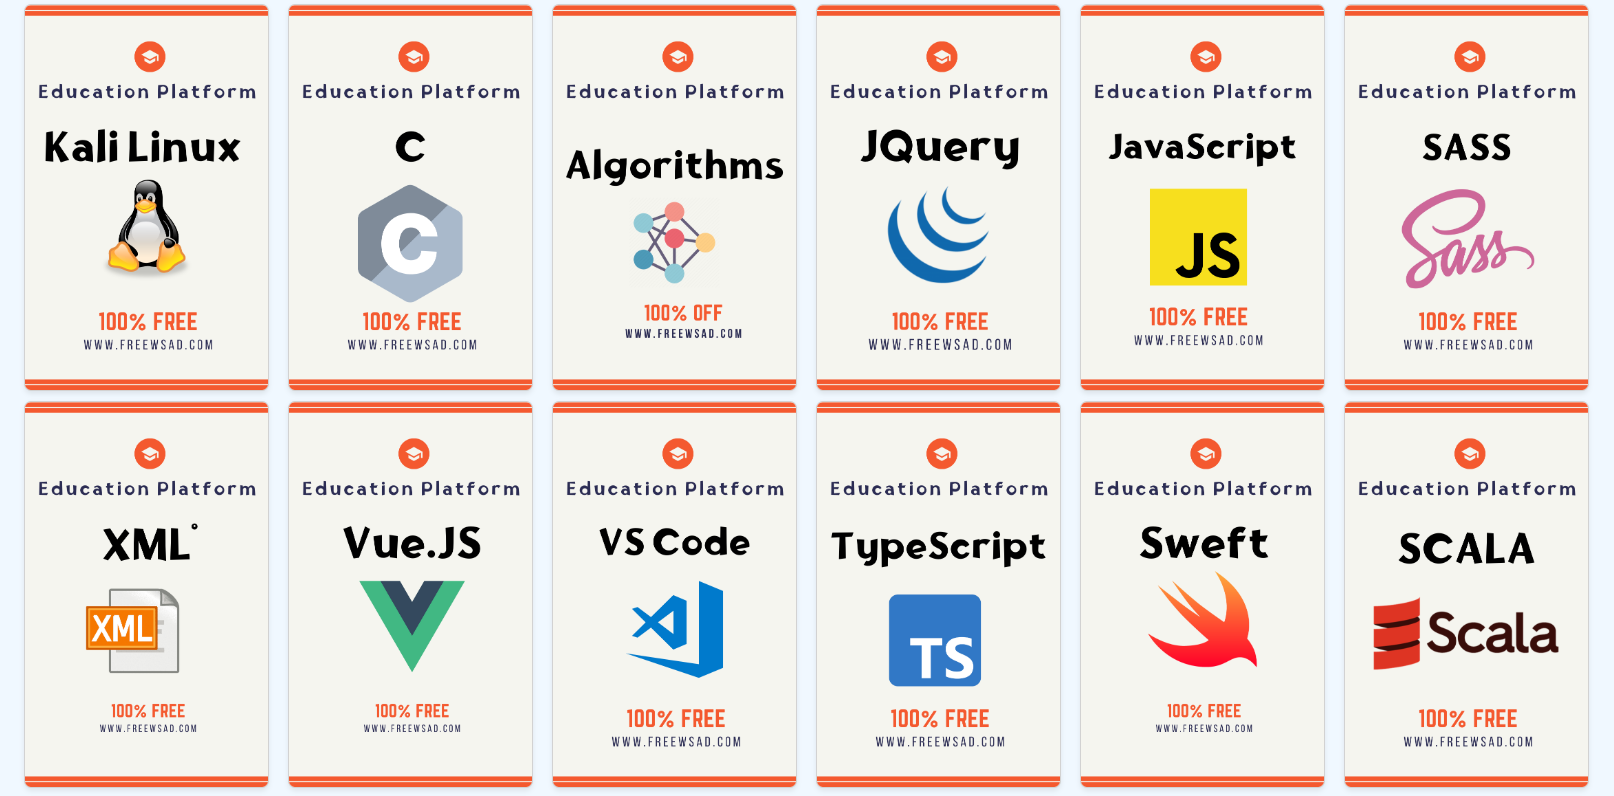 Education Platform
Kali Linux
100% FREE
WWW.FREEWSAD.COM
Education Platform
C
C
100% FREE
WWW.FREEWSAD.COM
Education Platform
Algorithms
100% OFF
WWW.FREEWSAD.COM
Education Platform
JQuery
100% FREE
WWW.FREEWSAD.COM
Education Platform
JavaScript
JS
100% FREE
WWW.FREEWSAD.COM
Education Platform
SASS
Sass
100% FREE
WWW.FREEWSAD.COM
Education Platform
XML°
XML
100% FREE
WWW.FREEWSAD.COM
Education Platform
Vue.JS
100% FREE
WWW.FREEWSAD.COM
Education Platform
VS Code
100% FREE
WWW.FREEWSAD.COM
Education Platform
TypeScript
TS
100% FREE
WWW.FREEWSAD.COM
Education Platform
Sweft
100% FREE
WWW.FREEWSAD.COM
Education Platform
SCALA
Scala
100% FREE
WWW.FREEWSAD.COM